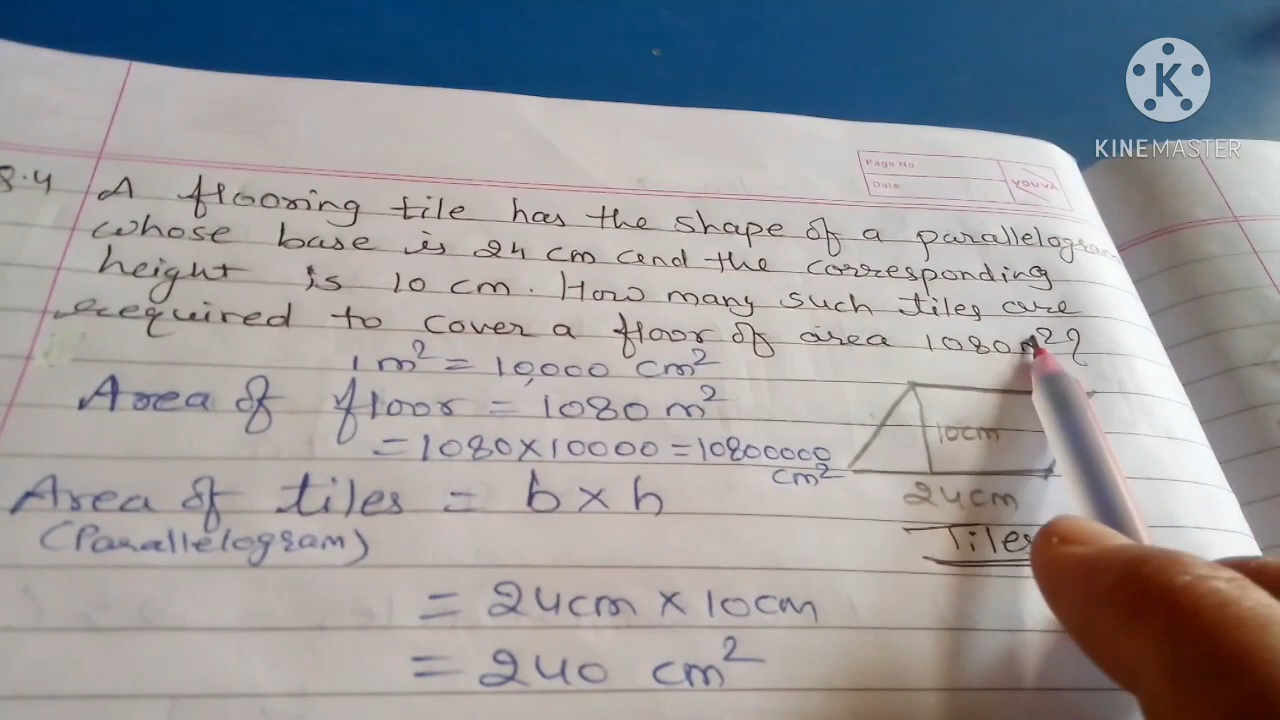 KINEMASTER
Page No
Date:
YOUVA
8.4 A flooring tile has the shape of a parallelogram
whose base is 24 cm and the corresponding
height is 10 cm. How many such tiles are
required to cover a floor of area 1080m²?
1 m² = 10,000 cm²
Area of floor = 1080 m²
= 1080×10000 = 10800000
cm²
10cm
24cm
Tiles
Area of tiles = b × h
(Parallelogram)
= 24cm × 10cm
= 240 cm²